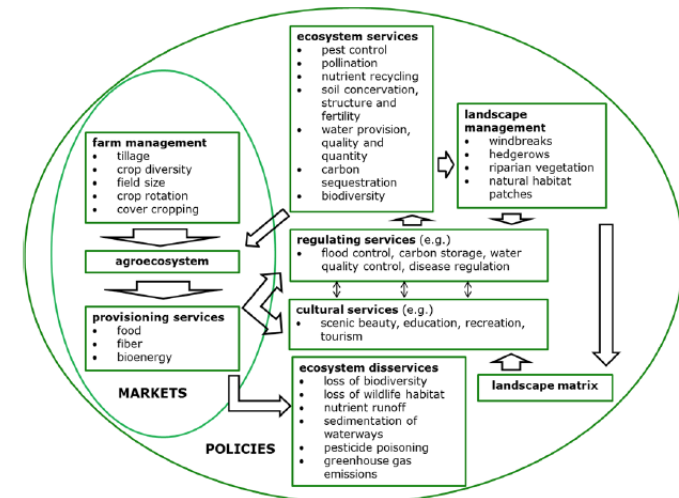 ecosystem services
• pest control
• pollination
• nutrient recycling
• soil concervation,
structure and
fertility
• water provision,
quality and
quantity
• carbon
sequestration
• biodiversity
landscape
management
• windbreaks
• hedgerows
• riparian vegetation
• natural habitat
patches
farm management
• tillage
• crop diversity
• field size
• crop rotation
• cover cropping
agroecosystem
regulating services (e.g.)
• flood control, carbon storage, water
quality control, disease regulation
provisioning services
• food
• fiber
• bioenergy
cultural services (e.g.)
• scenic beauty, education, recreation,
tourism
MARKETS
ecosystem disservices
• loss of biodiversity
• loss of wildlife habitat
• nutrient runoff
• sedimentation of
waterways
• pesticide poisoning
• greenhouse gas
emissions
landscape matrix
POLICIES